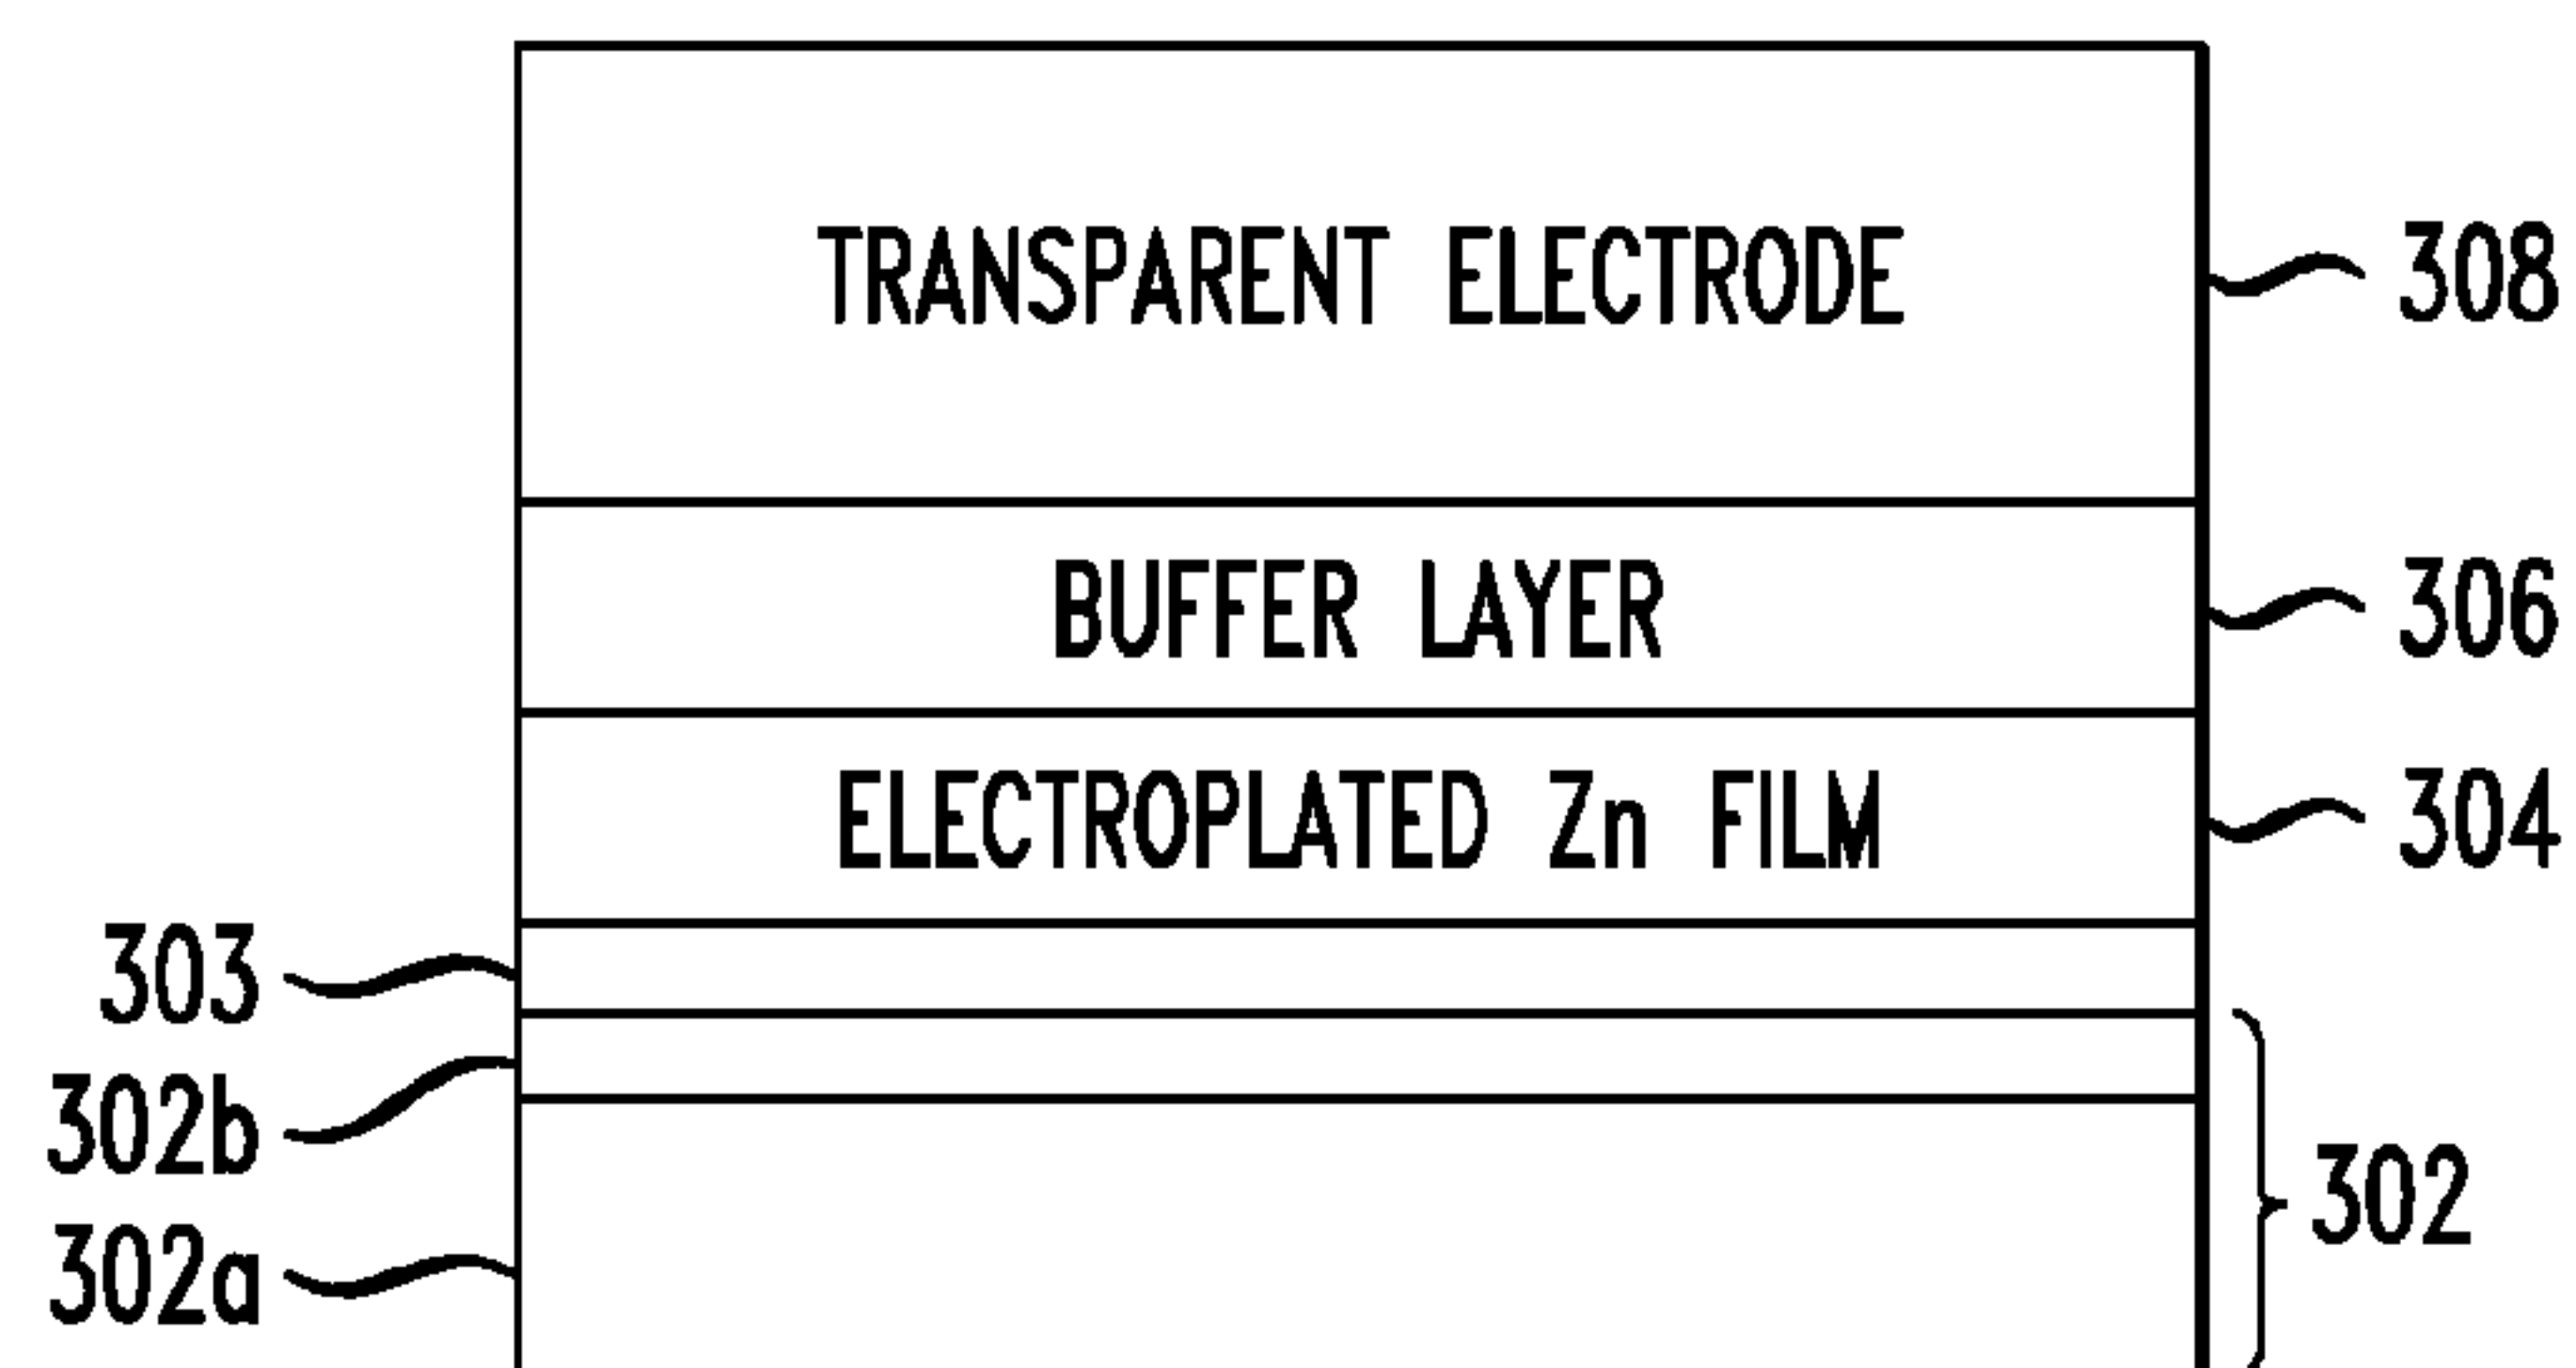 TRANSPARENT ELECTRODE 308
BUFFER LAYER 306
ELECTROPLATED Zn FILM 304
303
302b
302
302a